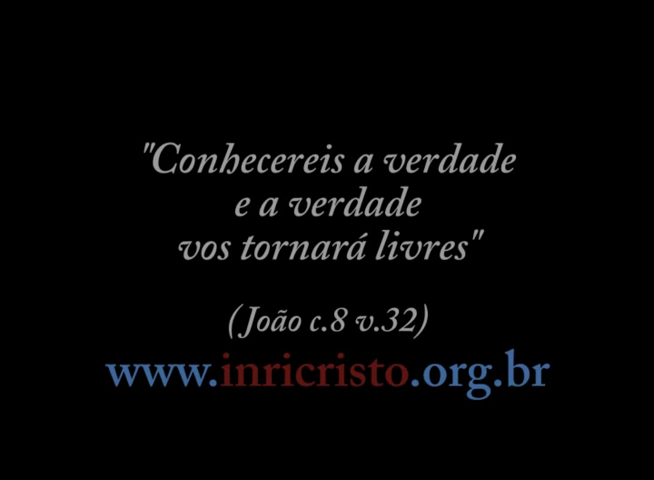 "Conhecereis a verdade
e a verdade
vos tornará livres"
(João c.8 v.32)
www.inricristo.org.br